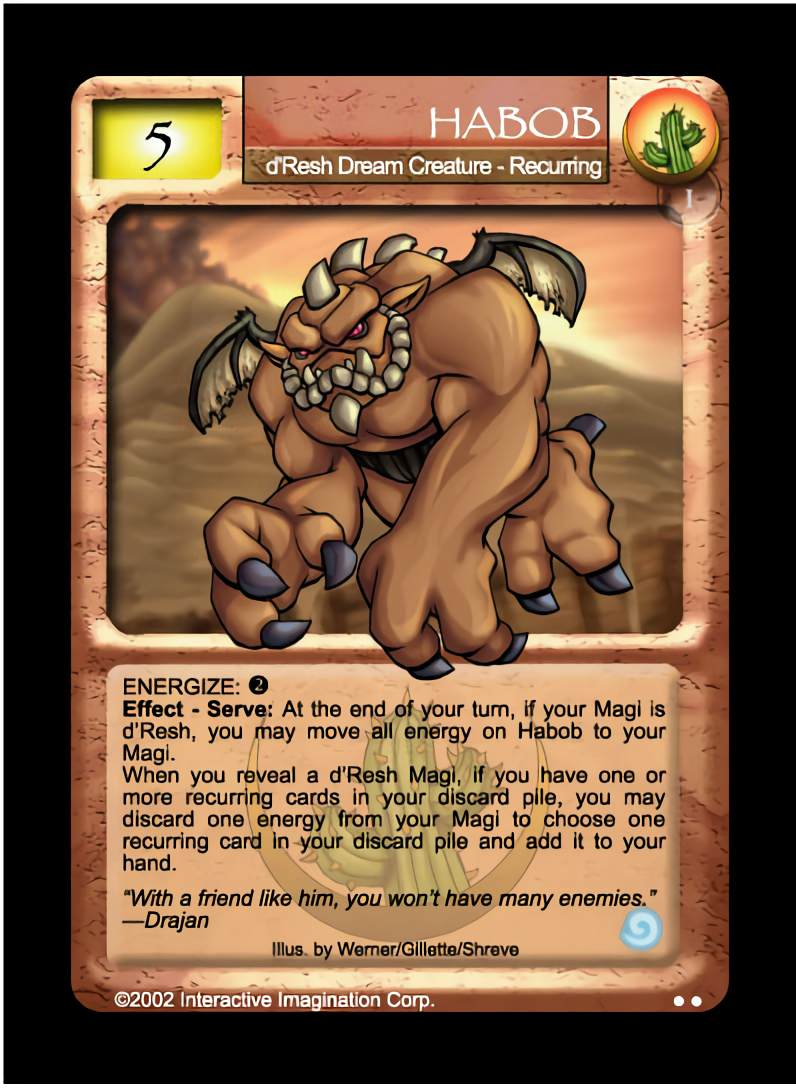 5
HABOB
d'Resh Dream Creature - Recurring
I
ENERGIZE: ❷
Effect - Serve: At the end of your turn, if your Magi is
d'Resh, you may move all energy on Habob to your
Magi.
When you reveal a d'Resh Magi, if you have one or
more recurring cards in your discard pile, you may
discard one energy from your Magi to choose one
recurring card in your discard pile and add it to your
hand.
"With a friend like him, you won't have many enemies."
—Drajan
Illus. by Werner/Gillette/Shreve
©2002 Interactive Imagination Corp.